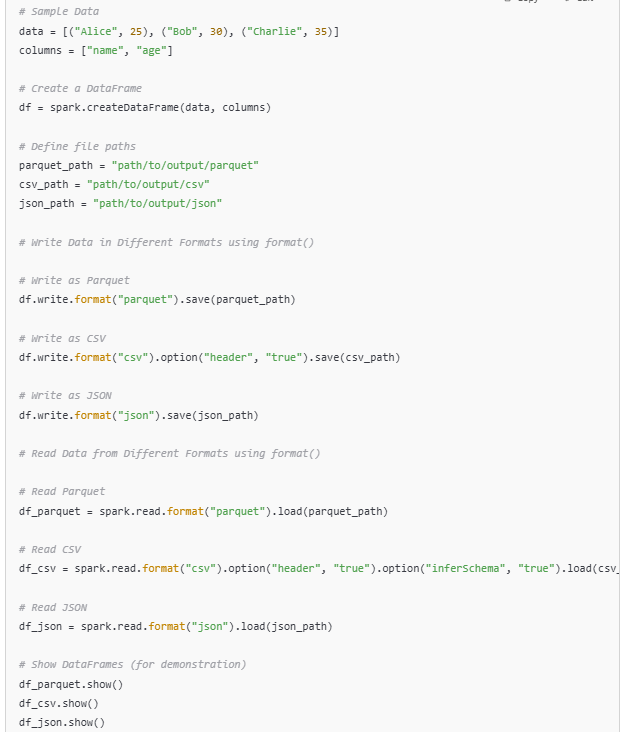 # Sample Data
data = [("Alice", 25), ("Bob", 30), ("Charlie", 35)]
columns = ["name", "age"]
# Create a DataFrame
df = spark.createDataFrame(data, columns)
# Define file paths
parquet_path = "path/to/output/parquet"
csv_path = "path/to/output/csv"
json_path = "path/to/output/json"
# Write Data in Different Formats using format()
# Write as Parquet
df.write.format("parquet").save(parquet_path)
# Write as CSV
df.write.format("csv").option("header", "true").save(csv_path)
# Write as JSON
df.write.format("json").save(json_path)
# Read Data from Different Formats using format()
# Read Parquet
df_parquet = spark.read.format("parquet").load(parquet_path)
# Read CSV
df_csv = spark.read.format("csv").option("header", "true").option("inferSchema", "true").load(csv_
# Read JSON
df_json = spark.read.format("json").load(json_path)
# Show DataFrames (for demonstration)
df_parquet.show()
df_csv.show()
df_json.show()